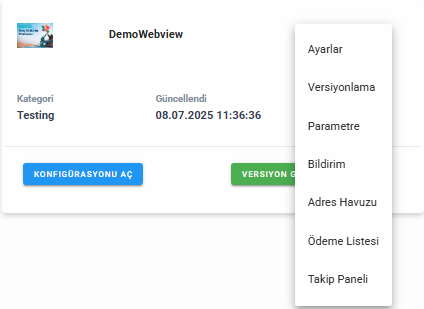 DemoWebview
Kategori
Güncellendi
Testing
08.07.2025 11:36:36
KONFIGÜRASYONU AÇ
VERSIYON G
Ayarlar
Versiyonlama
Parametre
Bildirim
Adres Havuzu
Ödeme Listesi
Takip Paneli